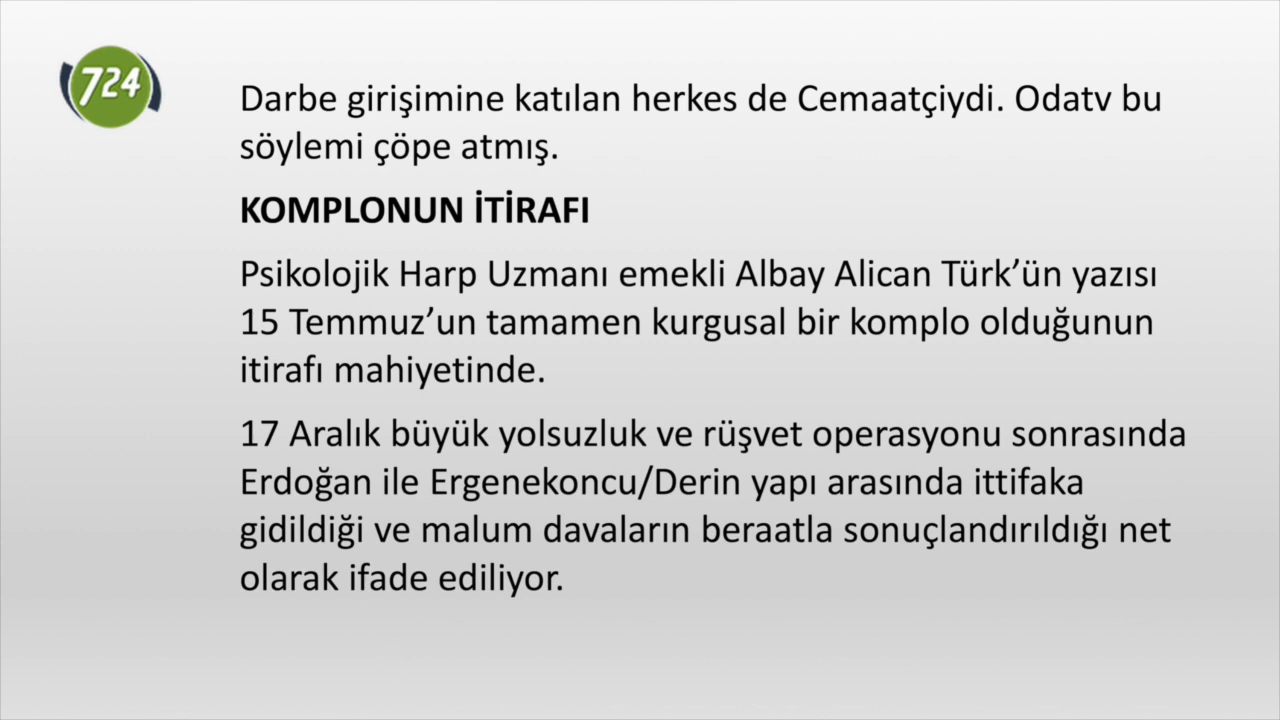 724
Darbe girişimine katılan herkes de Cemaatçiydi. Odatv bu
söylemi çöpe atmış.
KOMPLONUN İTİRAFI
Psikolojik Harp Uzmanı emekli Albay Alican Türk’ün yazısı
15 Temmuz’un tamamen kurgusal bir komplo olduğunun
itirafı mahiyetinde.
17 Aralık büyük yolsuzluk ve rüşvet operasyonu sonrasında
Erdoğan ile Ergenekoncu/Derin yapı arasında ittifaka
gidildiği ve malum davaların beraatla sonuçlandırıldığı net
olarak ifade ediliyor.